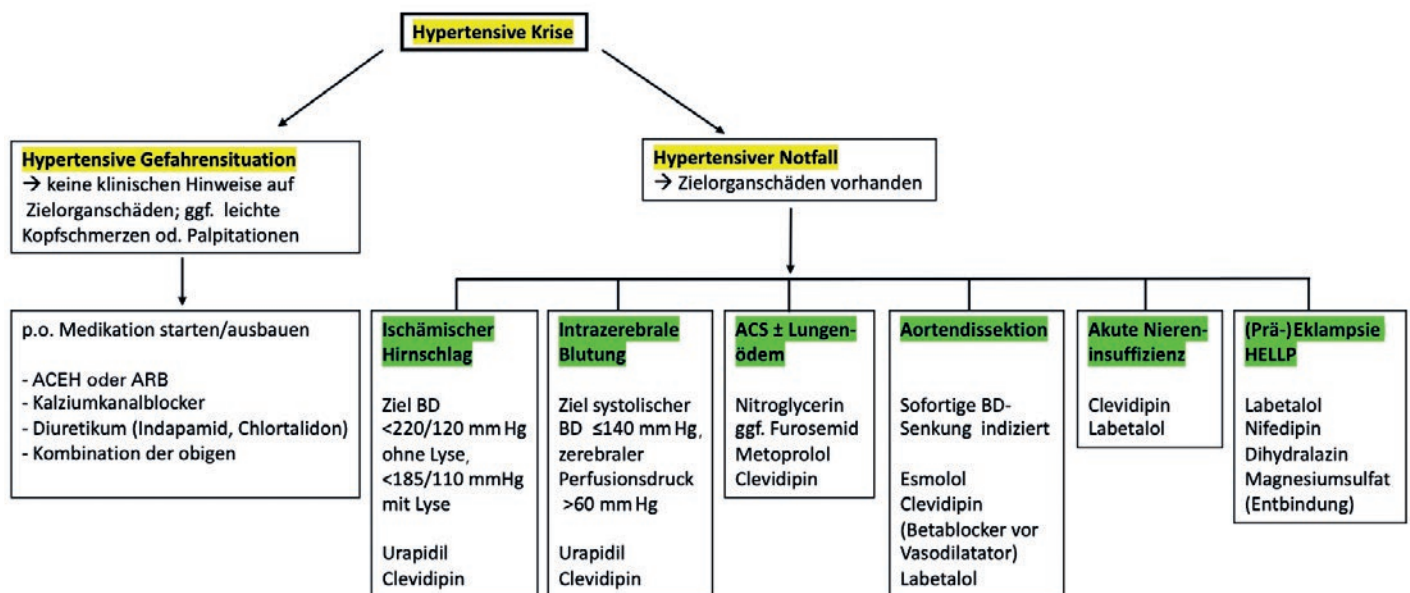 Hypertensive Krise
Hypertensive Gefahrensituation
→ keine klinischen Hinweise auf
Zielorganschäden; ggf. leichte
Kopfschmerzen od. Palpitationen
Hypertensiver Notfall
→ Zielorganschäden vorhanden
p.o. Medikation starten/ausbauen
- ACEH oder ARB
- Kalziumkanalblocker
- Diuretikum (Indapamid, Chlortalidon)
- Kombination der obigen
Ischämischer
Hirnschlag
Ziel BD
<220/120 mm Hg
ohne Lyse,
<185/110 mmHg
mit Lyse
Urapidil
Clevidipin
Intrazerebrale
Blutung
Ziel systolischer
BD ≤140 mm Hg,
zerebraler
Perfusionsdruck
>60 mm Hg
Urapidil
Clevidipin
ACS ± Lungen-
ödem
Nitroglycerin
ggf. Furosemid
Metoprolol
Clevidipin
Aortendissektion
Sofortige BD-
Senkung indiziert
Esmolol
Clevidipin
(Betablocker vor
Vasodilatator)
Labetalol
Akute Nieren-
insuffizienz
Clevidipin
Labetalol
(Prä-)Eklampsie
HELLP
Labetalol
Nifedipin
Dihydralazin
Magnesiumsulfat
(Entbindung)